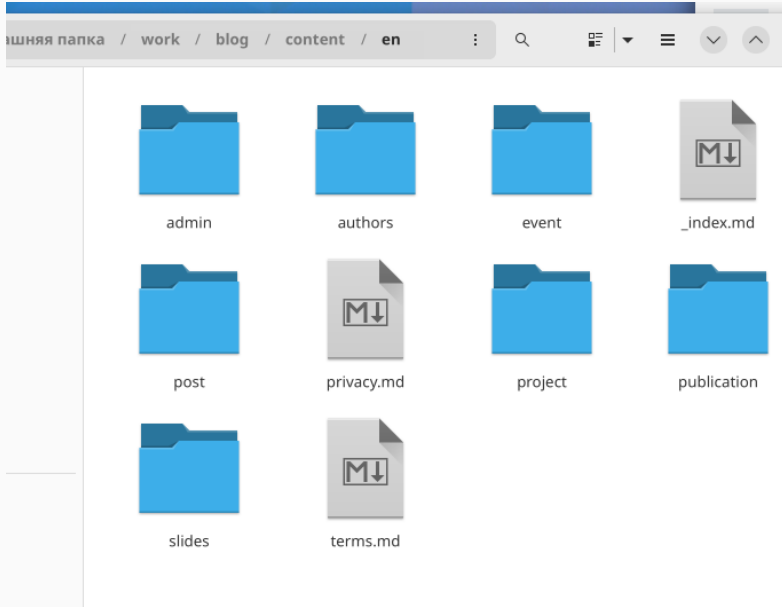 ашняя папка / work / blog / content / en
admin authors event _index.md
post privacy.md project publication
slides terms.md